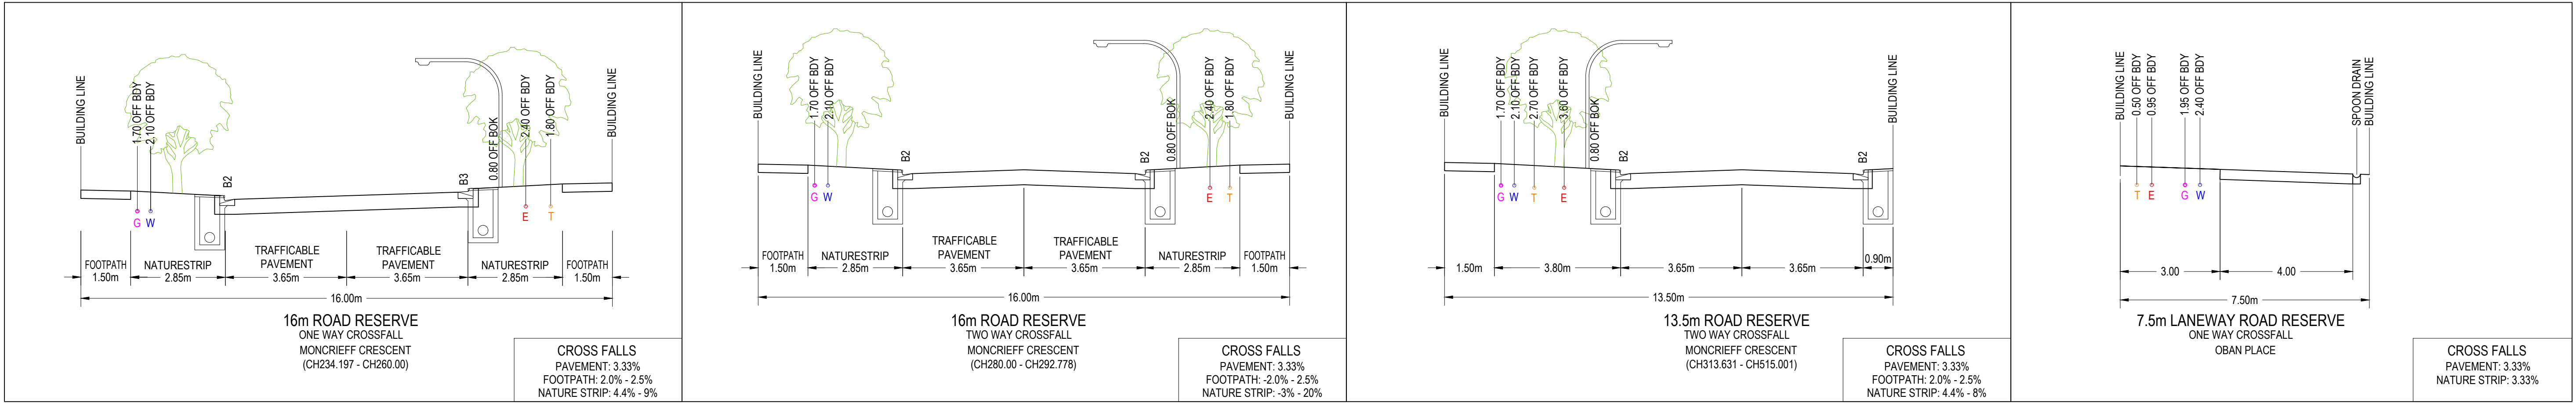 BUILDING LINE
1.70 OFF BDY
2.10 OFF BDY
B2
B3
0.80 OFF BOK
2.40 OFF BDY
1.80 OFF BDY
BUILDING LINE
G W
E T
FOOTPATH
1.50m
NATURESTRIP
2.85m
TRAFFICABLE
PAVEMENT
3.65m
TRAFFICABLE
PAVEMENT
3.65m
NATURESTRIP
2.85m
FOOTPATH
1.50m
16.00m
16m ROAD RESERVE
ONE WAY CROSSFALL
MONCRIEFF CRESCENT
(CH234.197 - CH260.00)
CROSS FALLS
PAVEMENT: 3.33%
FOOTPATH: 2.0% - 2.5%
NATURE STRIP: 4.4% - 9%
BUILDING LINE
1.70 OFF BDY
2.10 OFF BDY
B2
B2
0.80 OFF BOK
2.40 OFF BDY
1.80 OFF BDY
BUILDING LINE
G W
E T
FOOTPATH
1.50m
NATURESTRIP
2.85m
TRAFFICABLE
PAVEMENT
3.65m
TRAFFICABLE
PAVEMENT
3.65m
NATURESTRIP
2.85m
FOOTPATH
1.50m
16.00m
16m ROAD RESERVE
TWO WAY CROSSFALL
MONCRIEFF CRESCENT
(CH280.00 - CH292.778)
CROSS FALLS
PAVEMENT: 3.33%
FOOTPATH: -2.0% - 2.5%
NATURE STRIP: -3% - 20%
BUILDING LINE
1.70 OFF BDY
2.10 OFF BDY
2.70 OFF BDY
3.60 OFF BDY
0.80 OFF BOK
B2
B2
BUILDING LINE
G W T E
1.50m
3.80m
3.65m
3.65m
0.90m
13.50m
13.5m ROAD RESERVE
TWO WAY CROSSFALL
MONCRIEFF CRESCENT
(CH313.631 - CH515.001)
CROSS FALLS
PAVEMENT: 3.33%
FOOTPATH: 2.0% - 2.5%
NATURE STRIP: 4.4% - 8%
BUILDING LINE
0.50 OFF BDY
0.95 OFF BDY
1.95 OFF BDY
2.40 OFF BDY
SPOON DRAIN
BUILDING LINE
T E G W
3.00
4.00
7.50m
7.5m LANEWAY ROAD RESERVE
ONE WAY CROSSFALL
OBAN PLACE
CROSS FALLS
PAVEMENT: 3.33%
NATURE STRIP: 3.33%